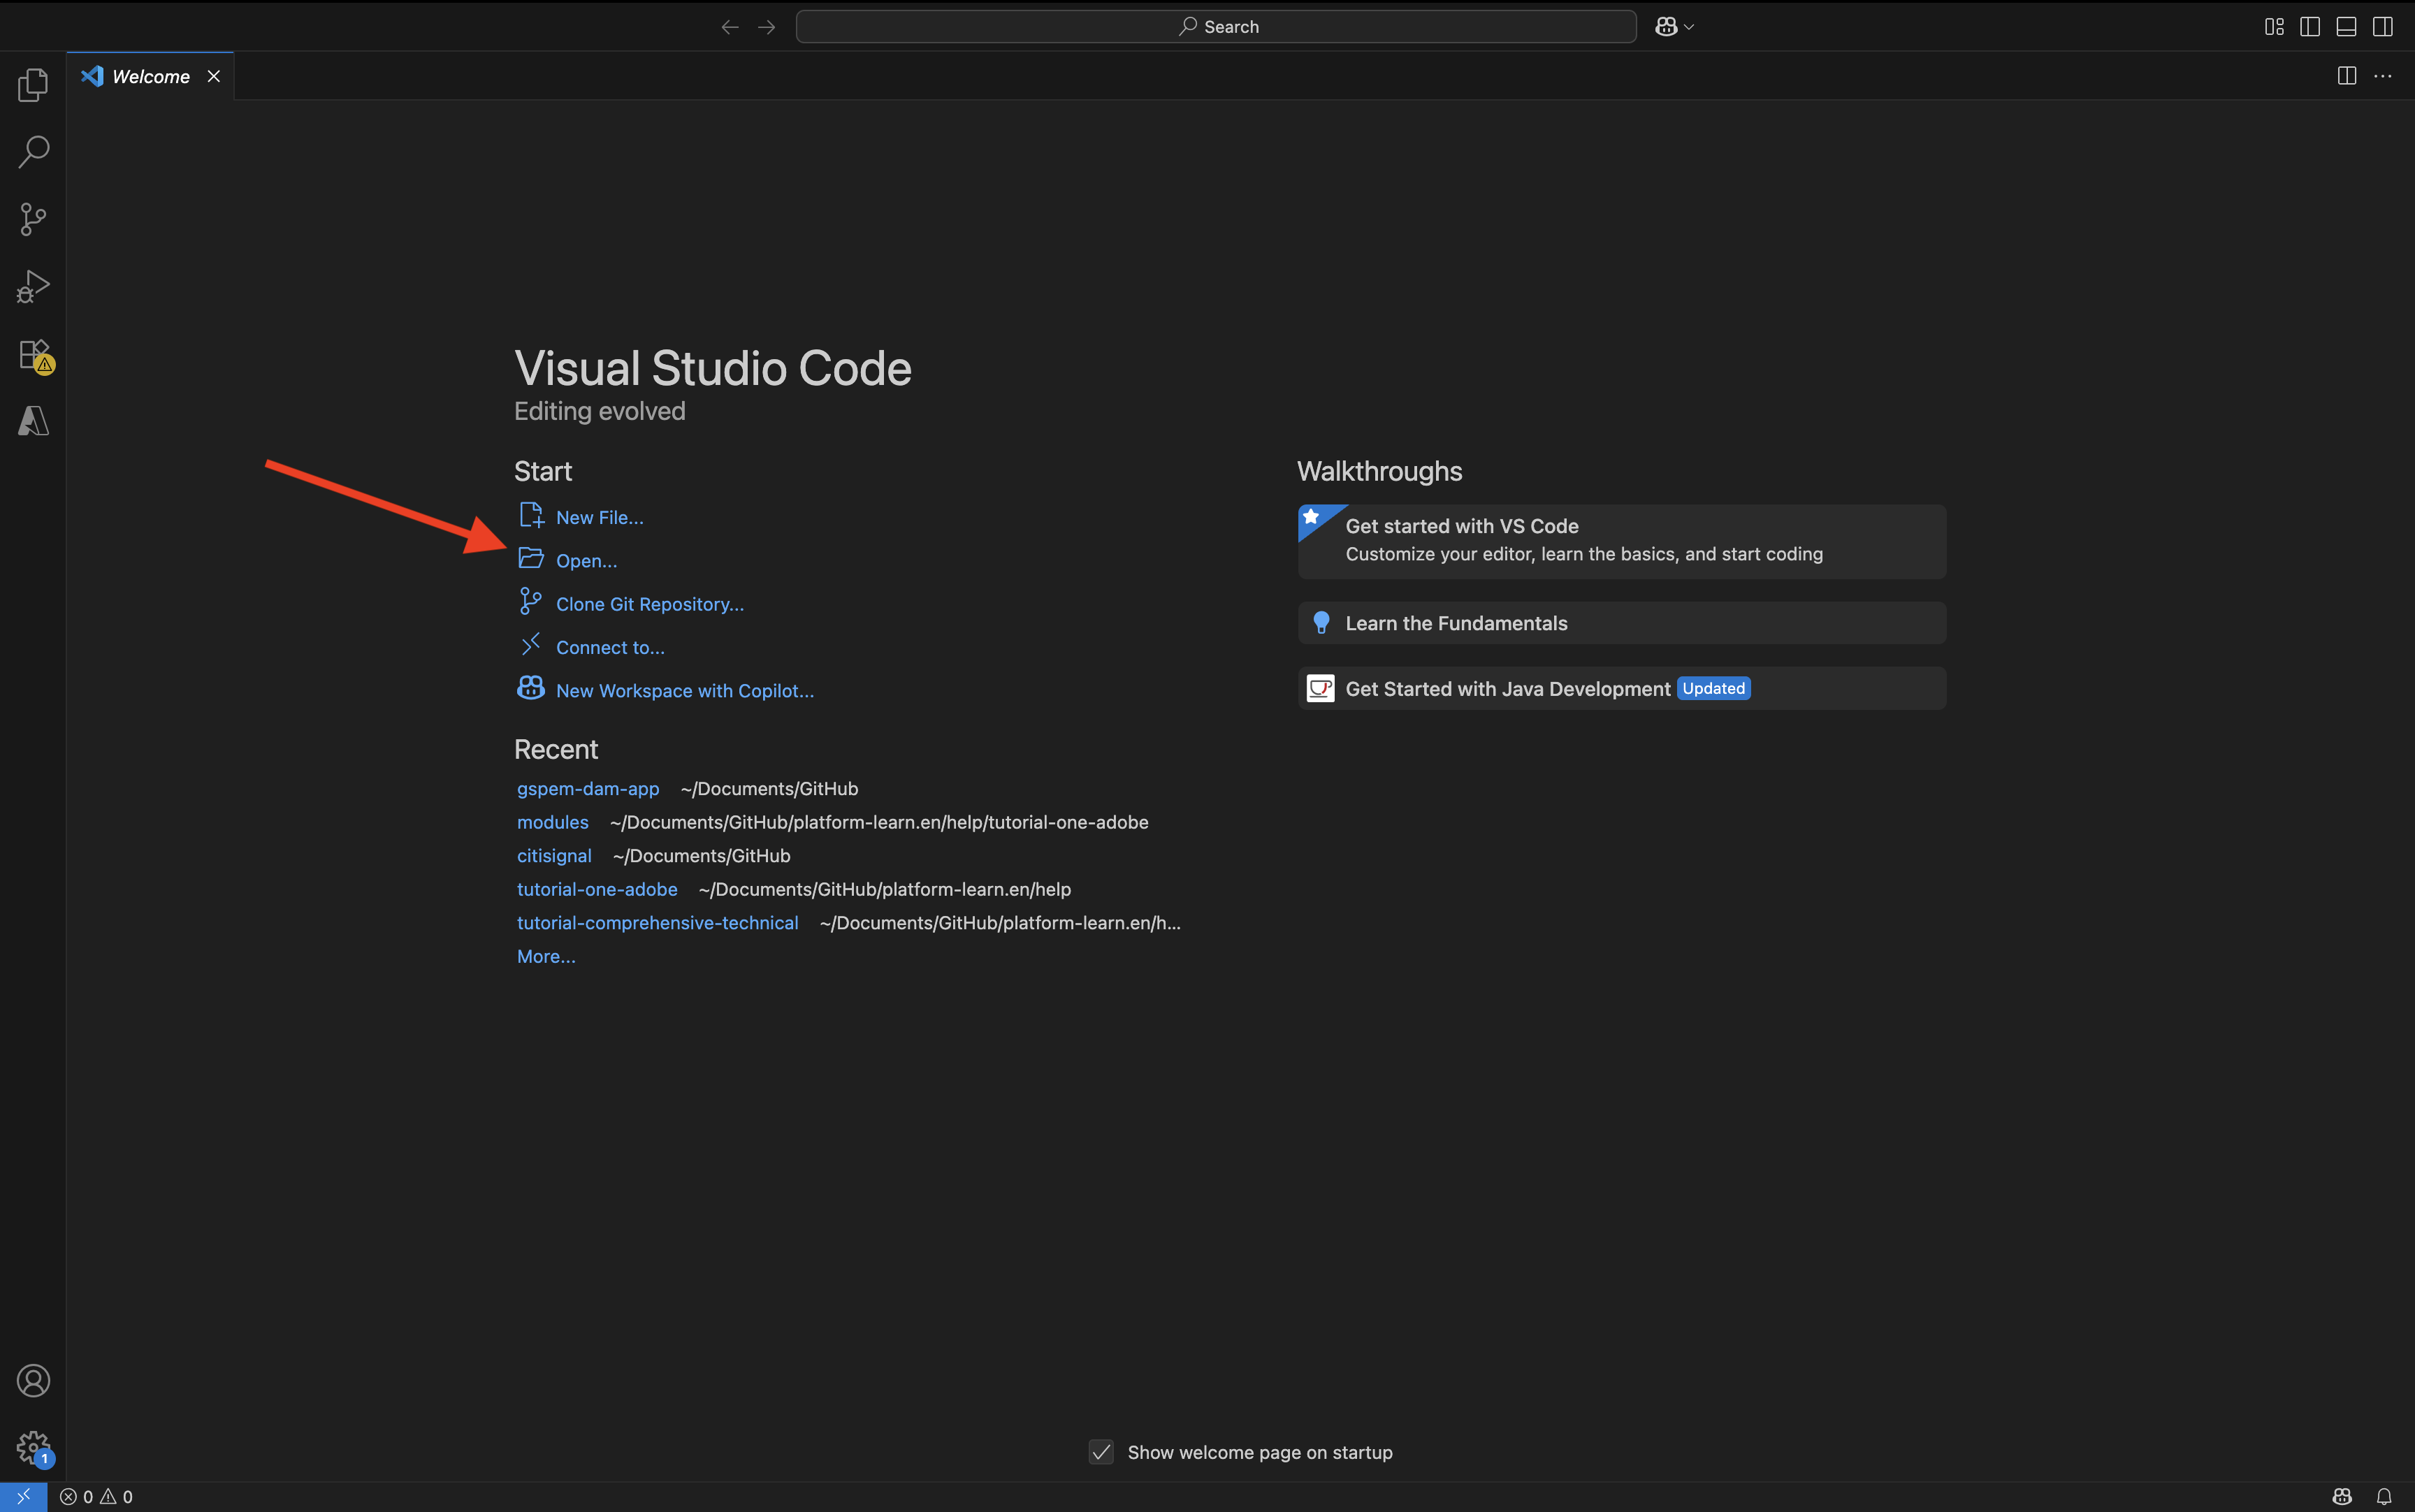 Search
Welcome
Visual Studio Code
Editing evolved
Start
New File...
Open...
Clone Git Repository...
Connect to...
New Workspace with Copilot...
Recent
gspem-dam-app ~/Documents/GitHub
modules ~/Documents/GitHub/platform-learn.en/help/tutorial-one-adobe
citisignal ~/Documents/GitHub
tutorial-one-adobe ~/Documents/GitHub/platform-learn.en/help
tutorial-comprehensive-technical ~/Documents/GitHub/platform-learn.en/h...
More...
Walkthroughs
Get started with VS Code
Customize your editor, learn the basics, and start coding
Learn the Fundamentals
Get Started with Java Development Updated
Show welcome page on startup
1
0 0